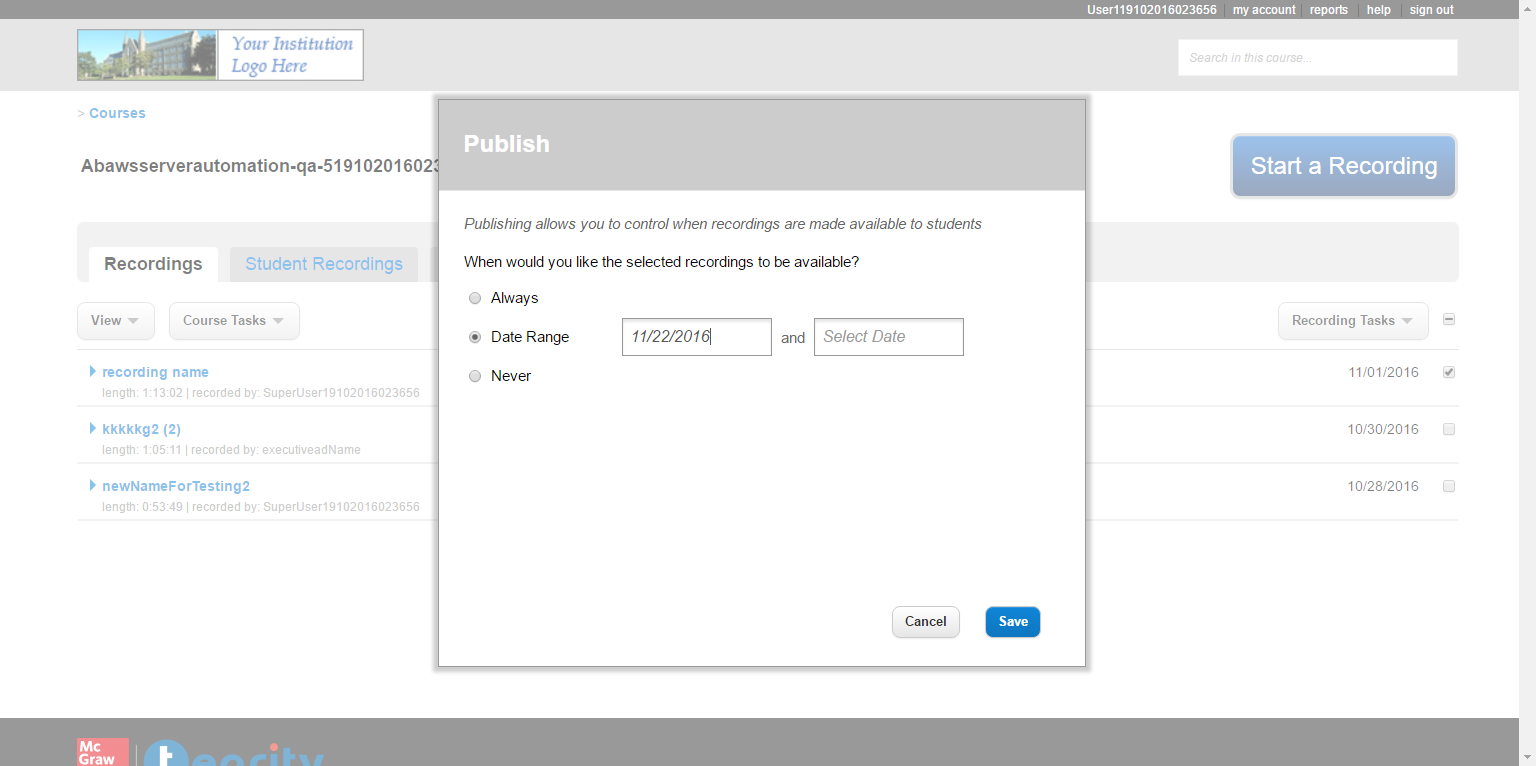 User119102016023656 my account reports help sign out
Your Institution
Logo Here
Search in this course...
> Courses
Abawsserverautomation-qa-51910201602
Start a Recording
Publish
Publishing allows you to control when recordings are made available to students
When would you like the selected recordings to be available?
Always
Date Range 11/22/2016 and Select Date
Never
Cancel Save
Recordings Student Recordings
View Course Tasks Recording Tasks
recording name 11/01/2016
length: 1:13:02 | recorded by: SuperUser19102016023656
kkkkkg2 (2) 10/30/2016
length: 1:05:11 | recorded by: executiveadName
newNameForTesting2 10/28/2016
length: 0:53:49 | recorded by: SuperUser19102016023656
Mc
Graw